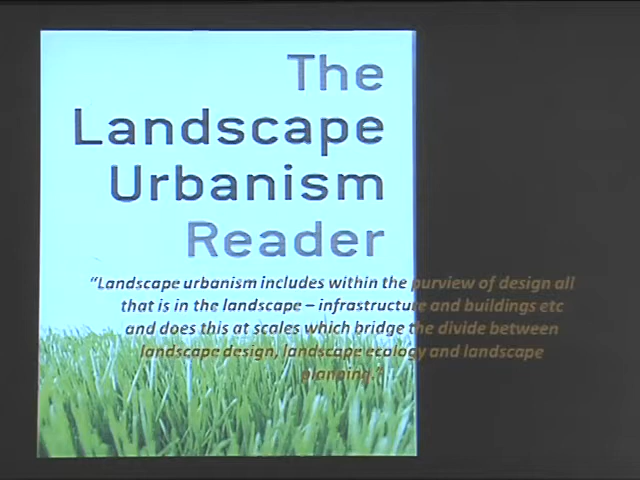 The
Landscape
Urbanism
Reader
“Landscape urbanism includes within the purview of design all
that is in the landscape – infrastructure and buildings etc
and does this at scales which bridge the divide between
landscape design, landscape ecology and landscape
planning.”